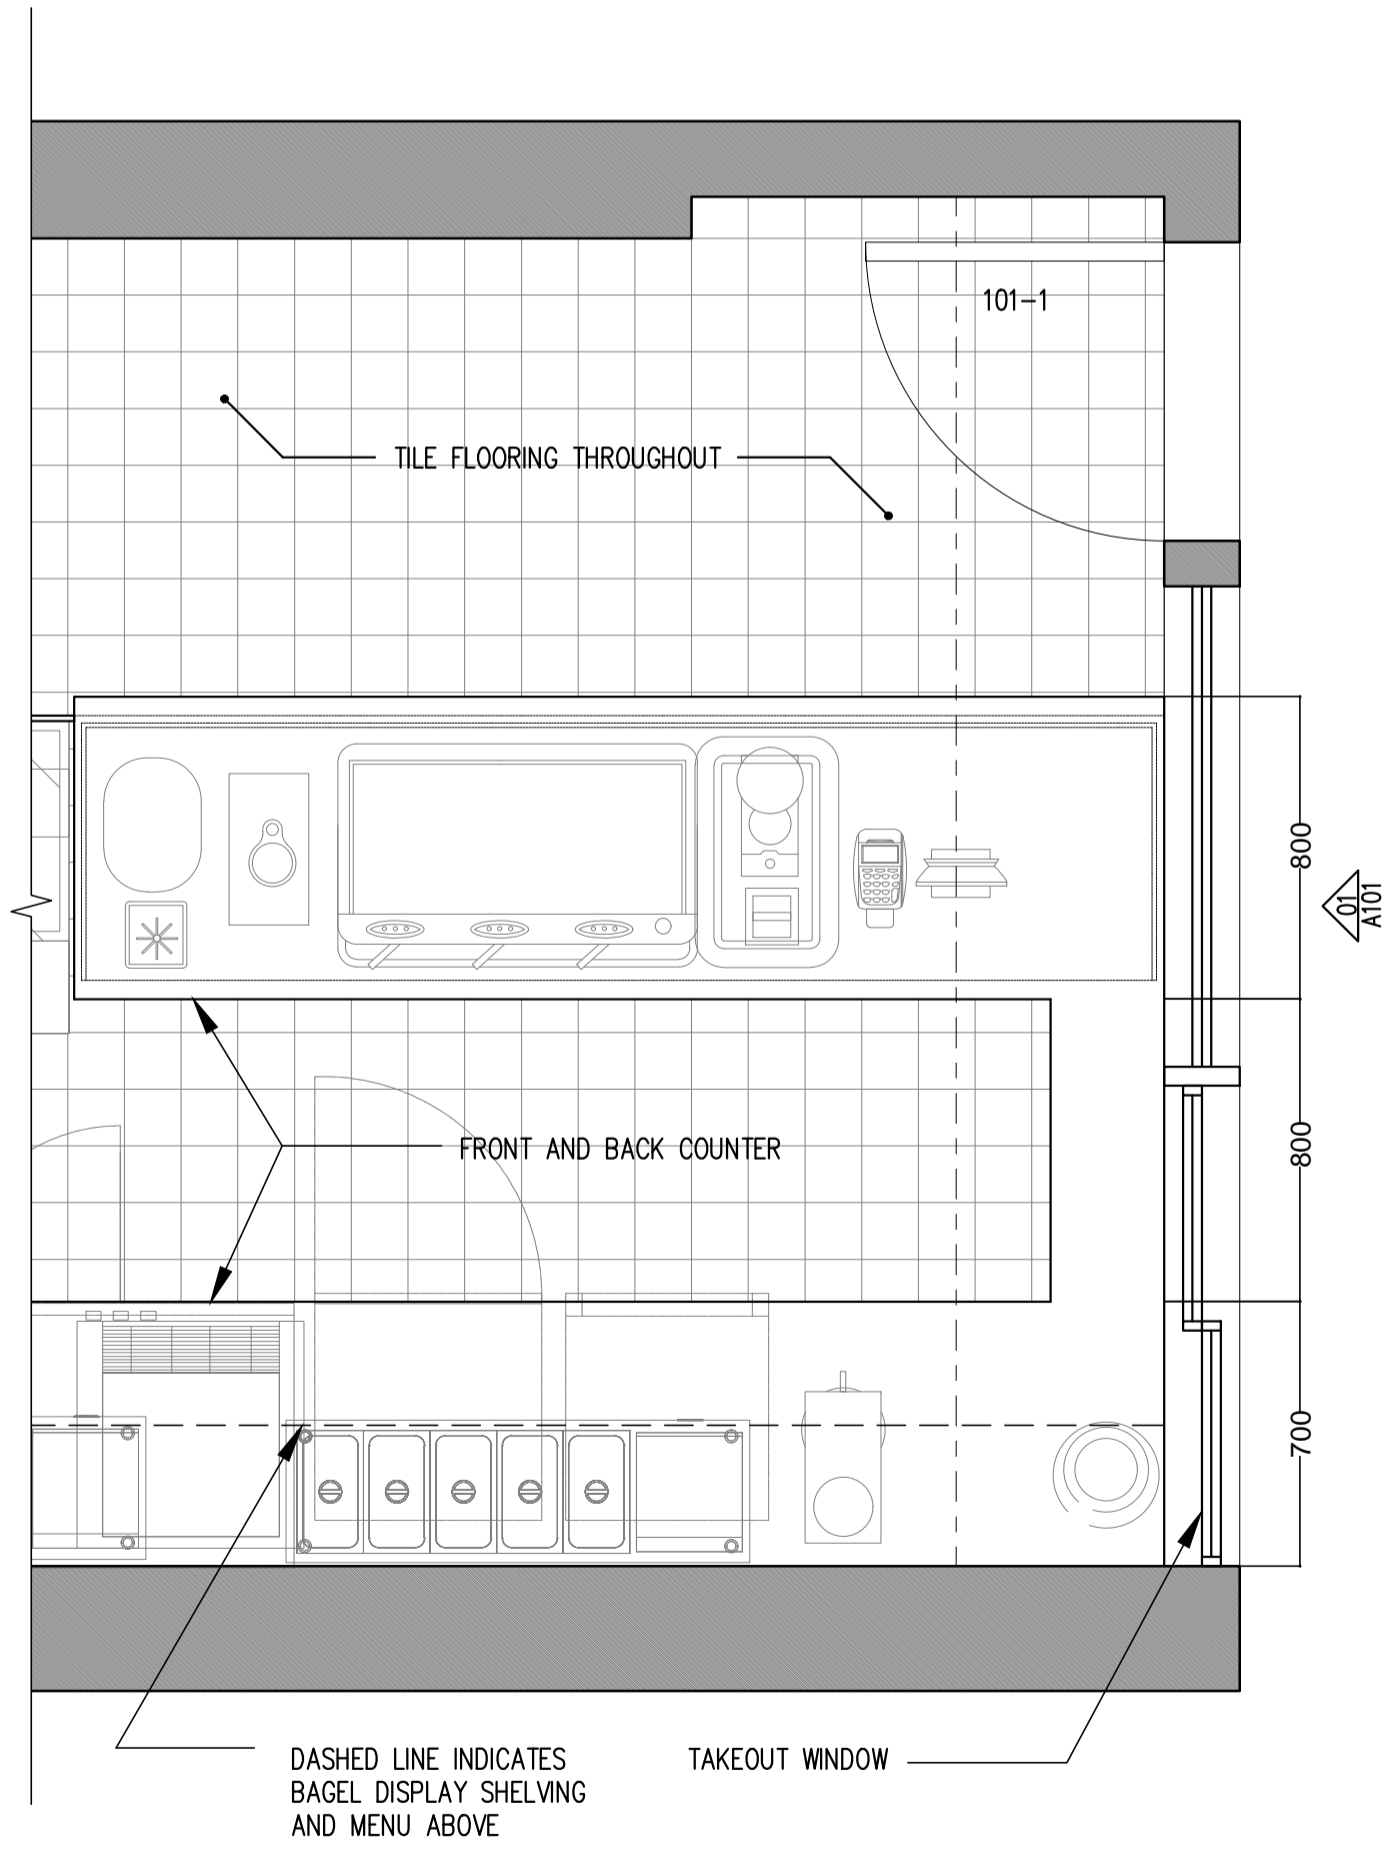 101-1
TILE FLOORING THROUGHOUT
800
01
A101
FRONT AND BACK COUNTER
800
700
DASHED LINE INDICATES
BAGEL DISPLAY SHELVING
AND MENU ABOVE
TAKEOUT WINDOW